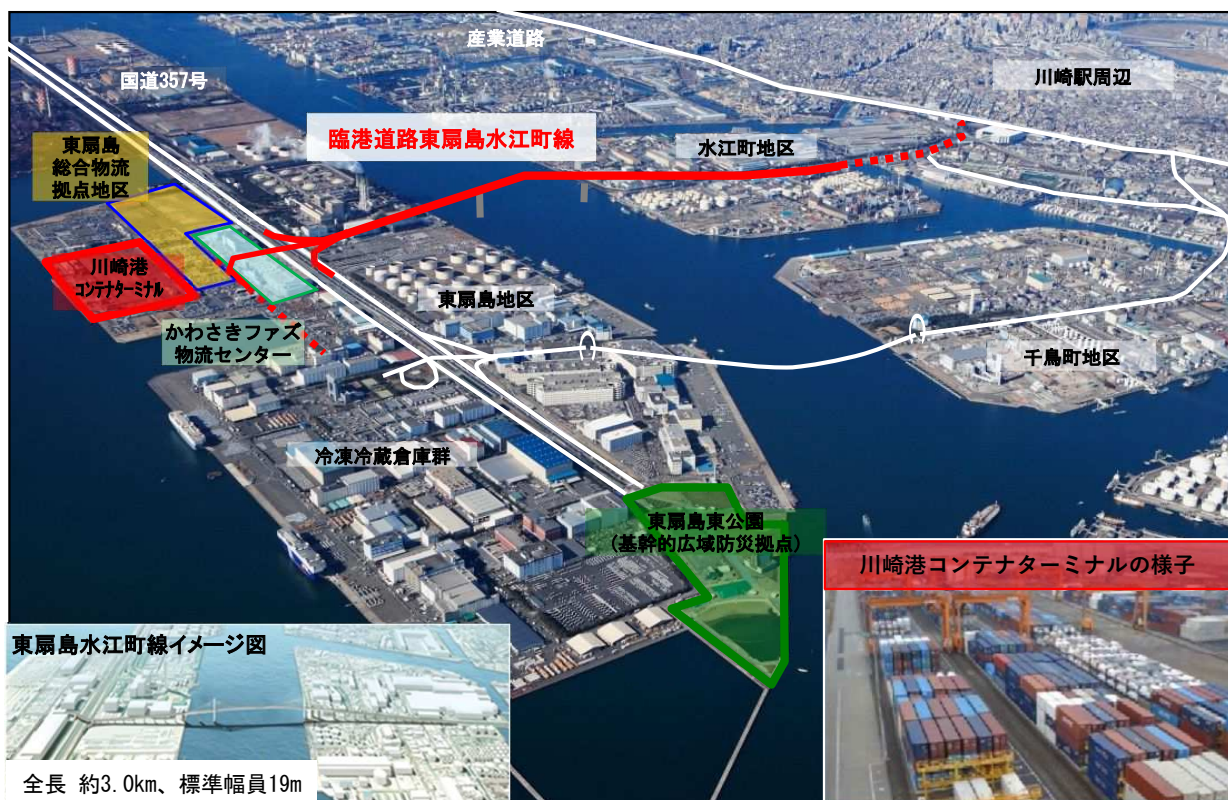 産業道路
国道357号
川崎駅周辺
臨港道路東扇島水江町線
水江町地区
東扇島
総合物流
拠点地区
川崎港
コンテナターミナル
東扇島地区
かわさきファズ
物流センター
千鳥町地区
冷凍冷蔵倉庫群
東扇島東公園
(基幹的広域防災拠点)
川崎港コンテナターミナルの様子
東扇島水江町線イメージ図
全長 約3.0km、標準幅員19m